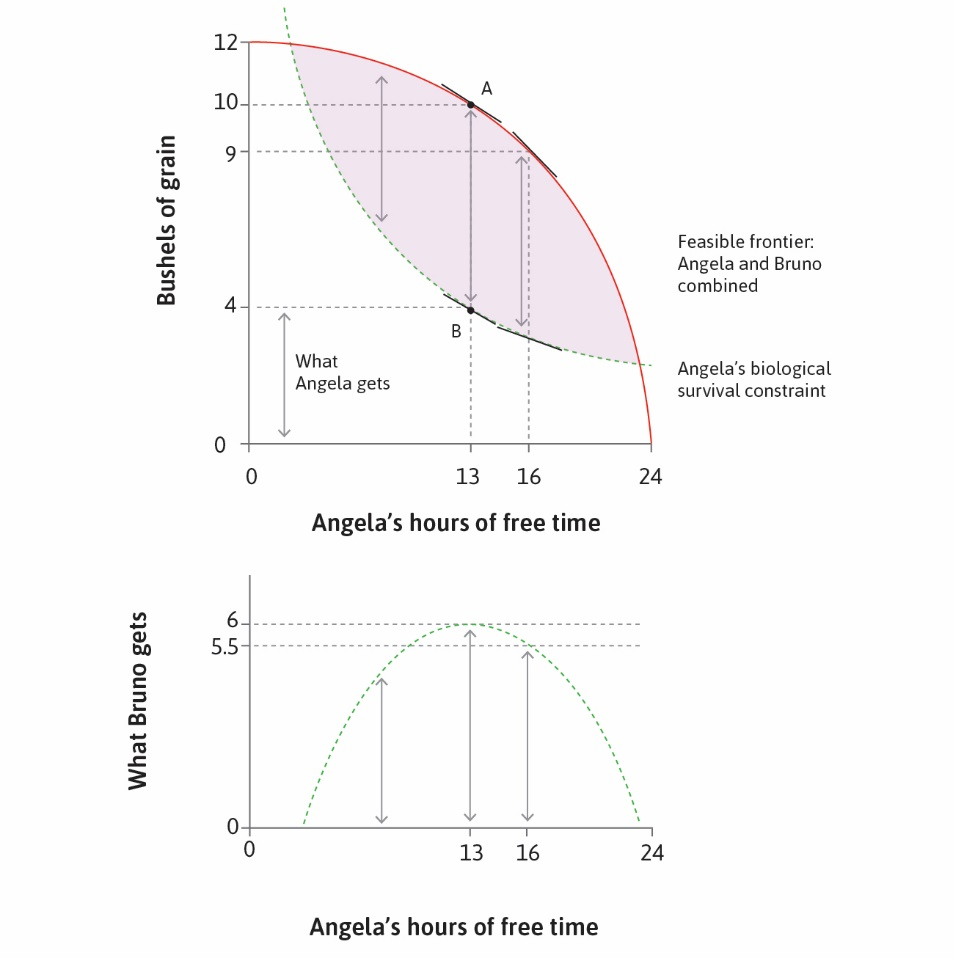 12
A
10
9
Bushels of grain
Feasible frontier:
Angela and Bruno
combined
4
B
What
Angela gets
Angela’s biological
survival constraint
0
0
13
16
24
Angela’s hours of free time
6
5.5
What Bruno gets
0
0
13
16
24
Angela’s hours of free time